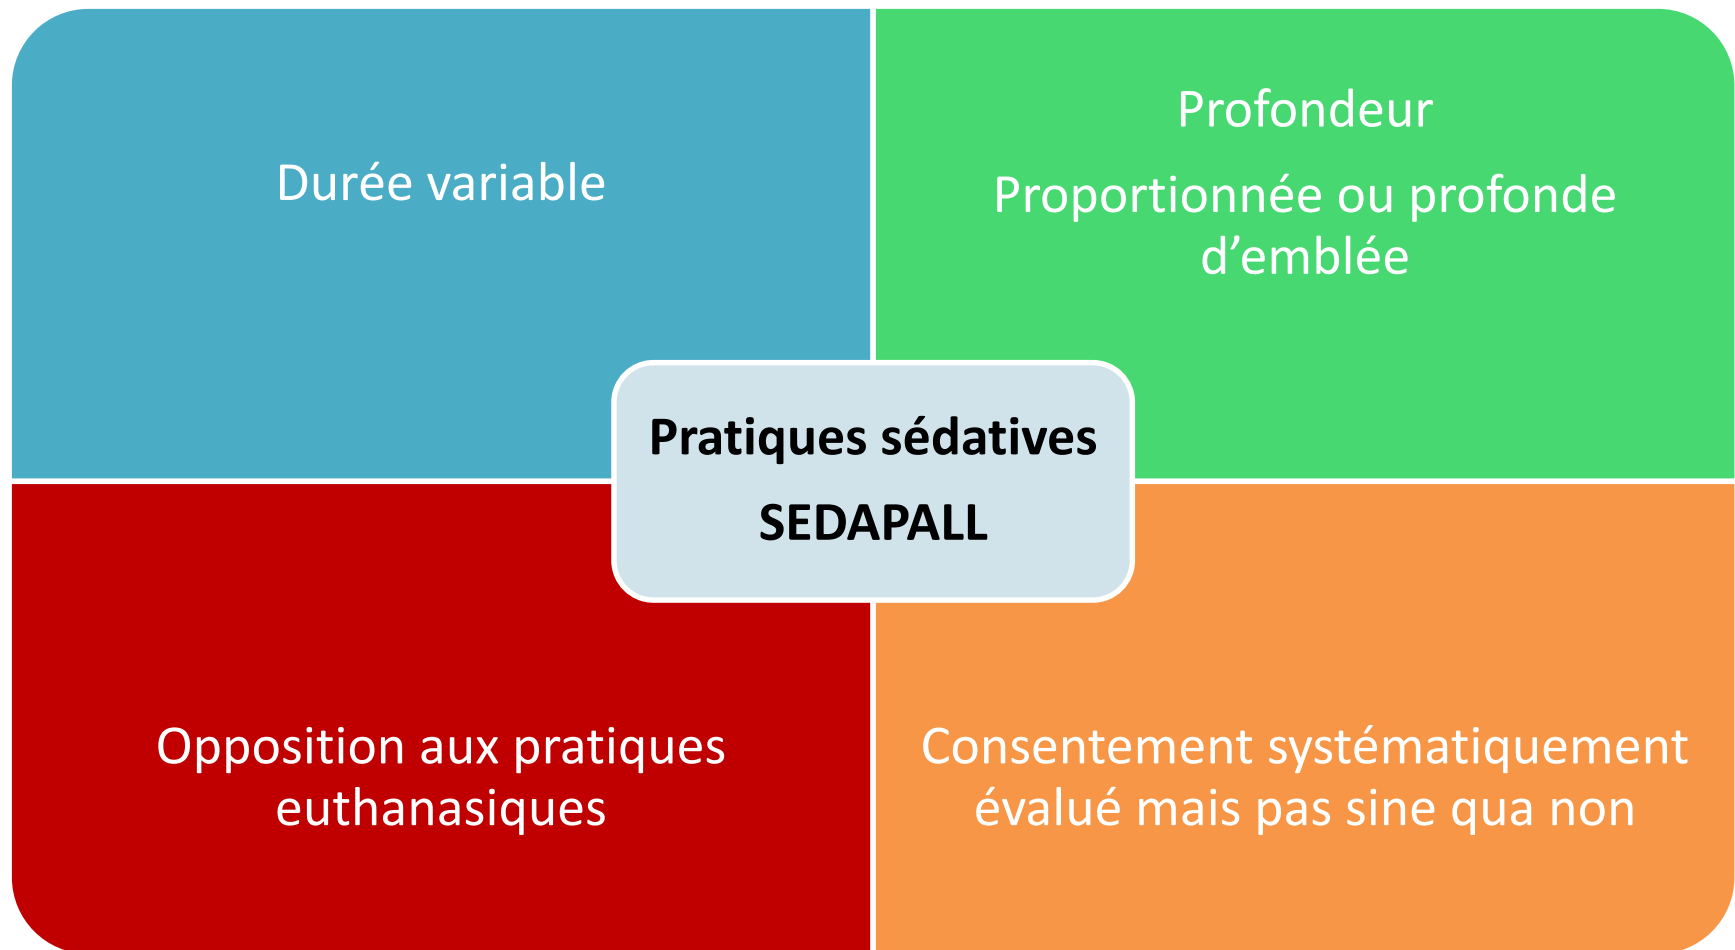 Durée variable
Profondeur
Proportionnée ou profonde
d’emblée
Pratiques sédatives
SEDAPALL
Opposition aux pratiques
euthanasiques
Consentement systématiquement
évalué mais pas sine qua non